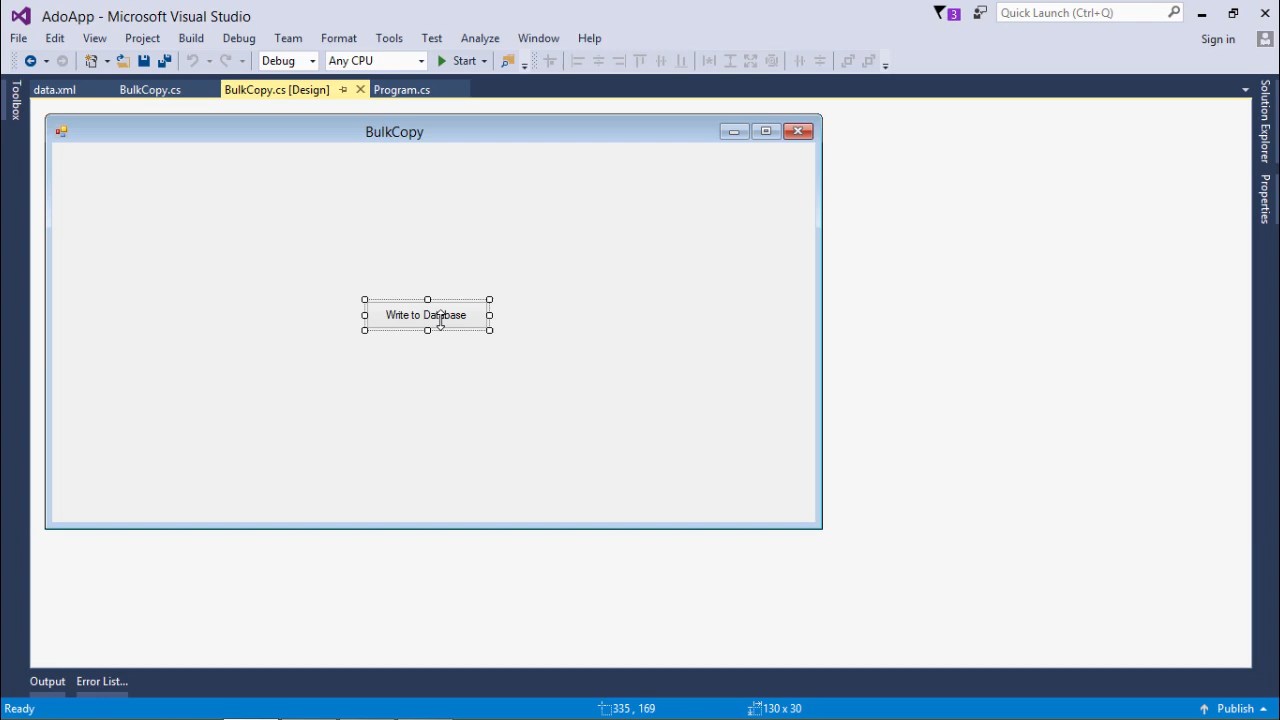 AdoApp - Microsoft Visual Studio
3
Quick Launch (Ctrl+Q)
File Edit View Project Build Debug Team Format Tools Test Analyze Window Help
Sign in
Debug Any CPU Start
Toolbox
data.xml BulkCopy.cs BulkCopy.cs [Design] Program.cs
Solution Explorer
Properties
BulkCopy
Write to Database
Output Error List...
Ready 335 , 169 130 x 30 Publish